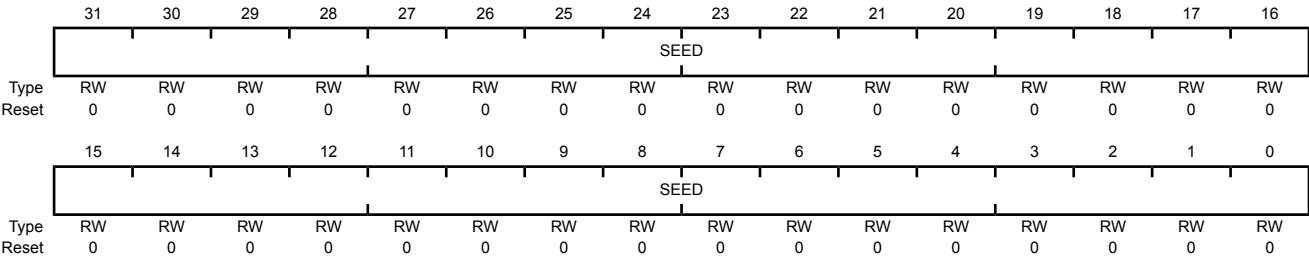 31 30 29 28 27 26 25 24 23 22 21 20 19 18 17 16
SEED
Type RW RW RW RW RW RW RW RW RW RW RW RW RW RW RW RW
Reset 0 0 0 0 0 0 0 0 0 0 0 0 0 0 0 0
15 14 13 12 11 10 9 8 7 6 5 4 3 2 1 0
SEED
Type RW RW RW RW RW RW RW RW RW RW RW RW RW RW RW RW
Reset 0 0 0 0 0 0 0 0 0 0 0 0 0 0 0 0